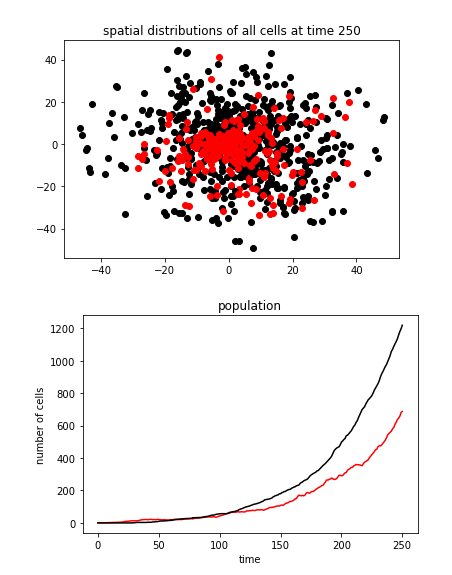 spatial distributions of all cells at time 250
40
20
0
−20
−40
−40 −20 0 20 40
population
1200
1000
800
600
400
200
0
number of cells
0 50 100 150 200 250
time